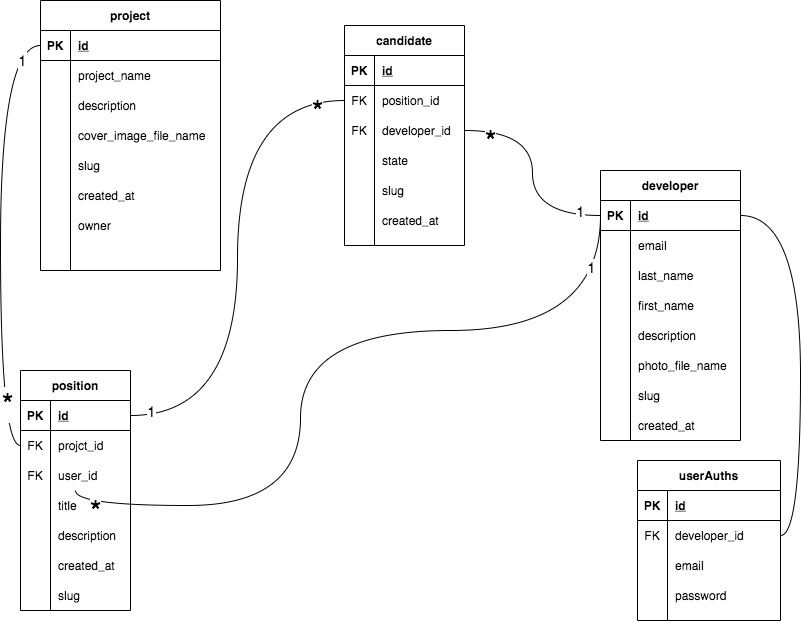 project
PK id
project_name
description
cover_image_file_name
slug
created_at
owner
candidate
PK id
FK position_id
FK developer_id
state
slug
created_at
developer
PK id
email
last_name
first_name
description
photo_file_name
slug
created_at
position
PK id
FK projct_id
FK user_id
title
description
created_at
slug
userAuths
PK id
FK developer_id
email
password
1
*
*
1
*
1
1
*